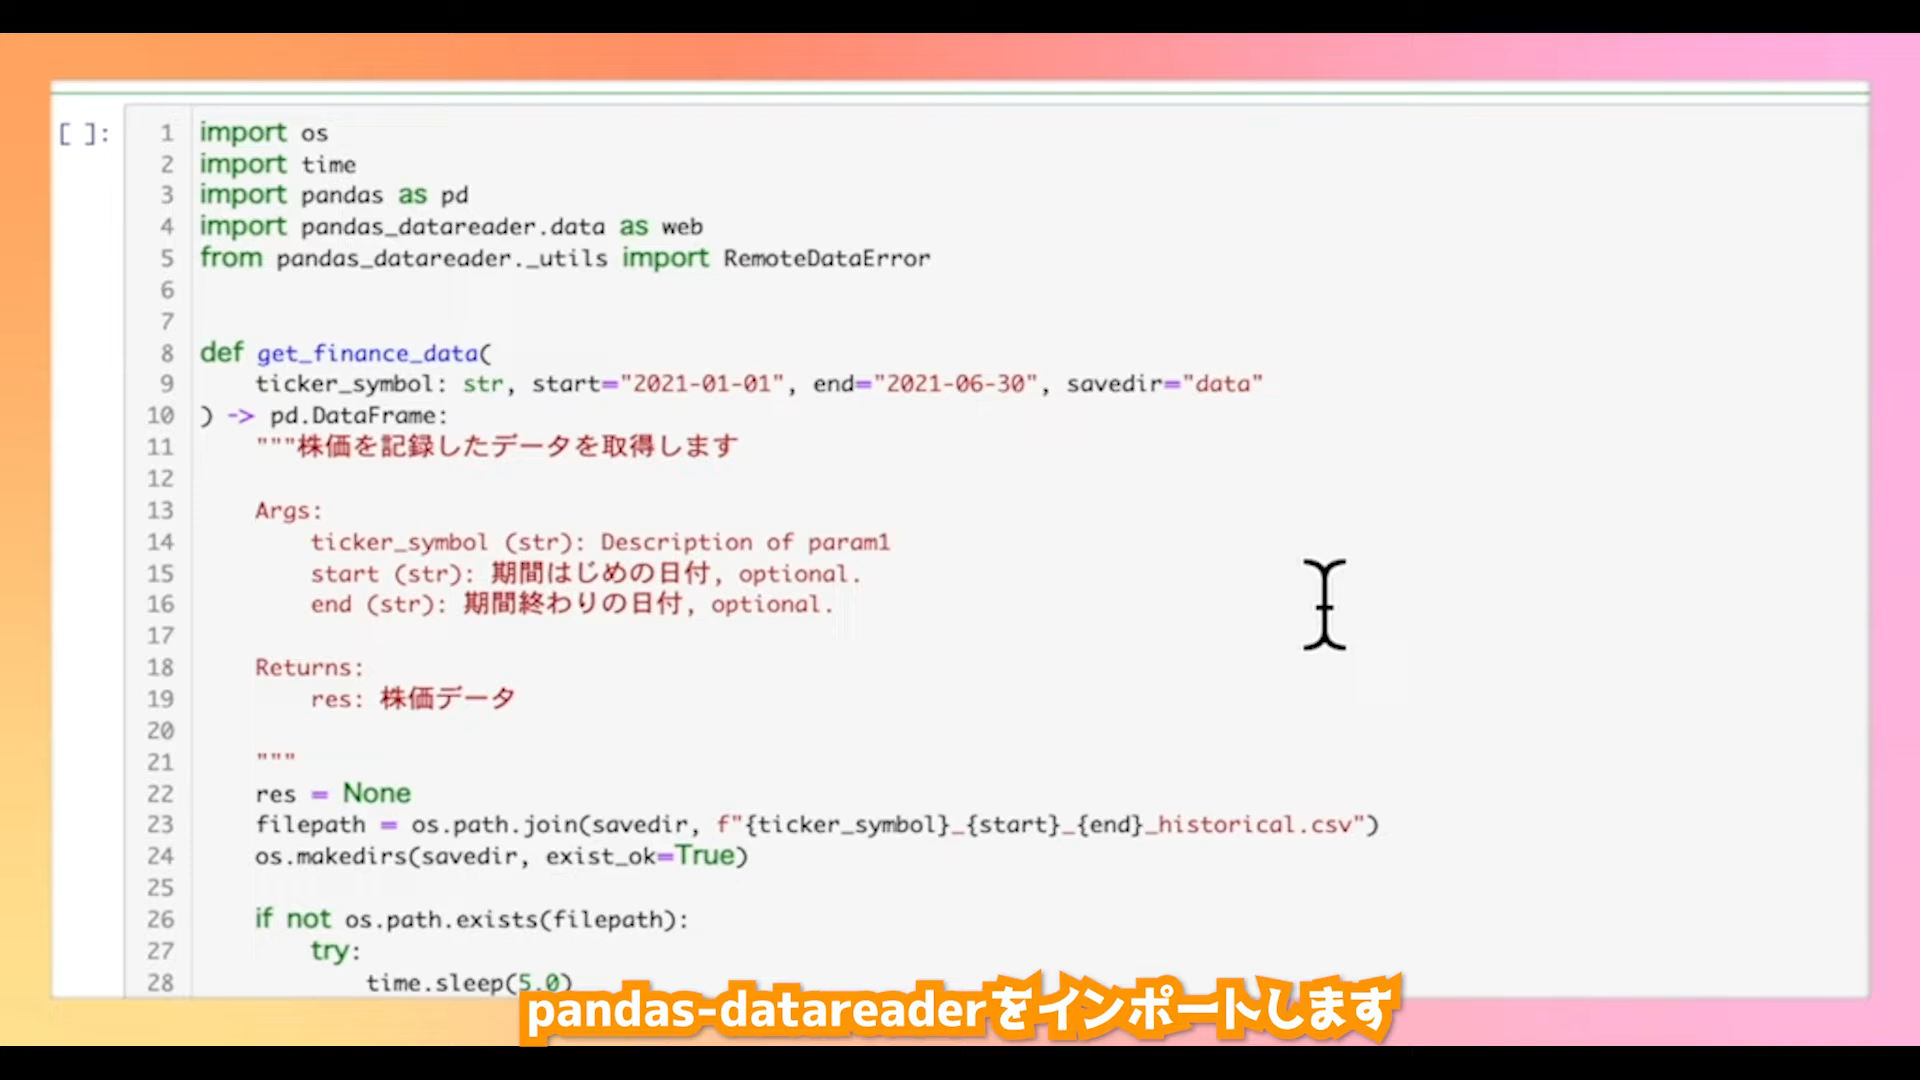 [ ]:
1 import os
2 import time
3 import pandas as pd
4 import pandas_datareader.data as web
5 from pandas_datareader._utils import RemoteDataError
6
7
8 def get_finance_data(
9     ticker_symbol: str, start="2021-01-01", end="2021-06-30", savedir="data"
10 ) -> pd.DataFrame:
11     """株価を記録したデータを取得します
12
13     Args:
14         ticker_symbol (str): Description of param1
15         start (str): 期間はじめの日付, optional.
16         end (str): 期間終わりの日付, optional.
17
18     Returns:
19         res: 株価データ
20
21     """
22     res = None
23     filepath = os.path.join(savedir, f"{ticker_symbol}_{start}_{end}_historical.csv")
24     os.makedirs(savedir, exist_ok=True)
25
26     if not os.path.exists(filepath):
27         try:
28             time.sleep(5.0)
pandas-datareaderをインポートします